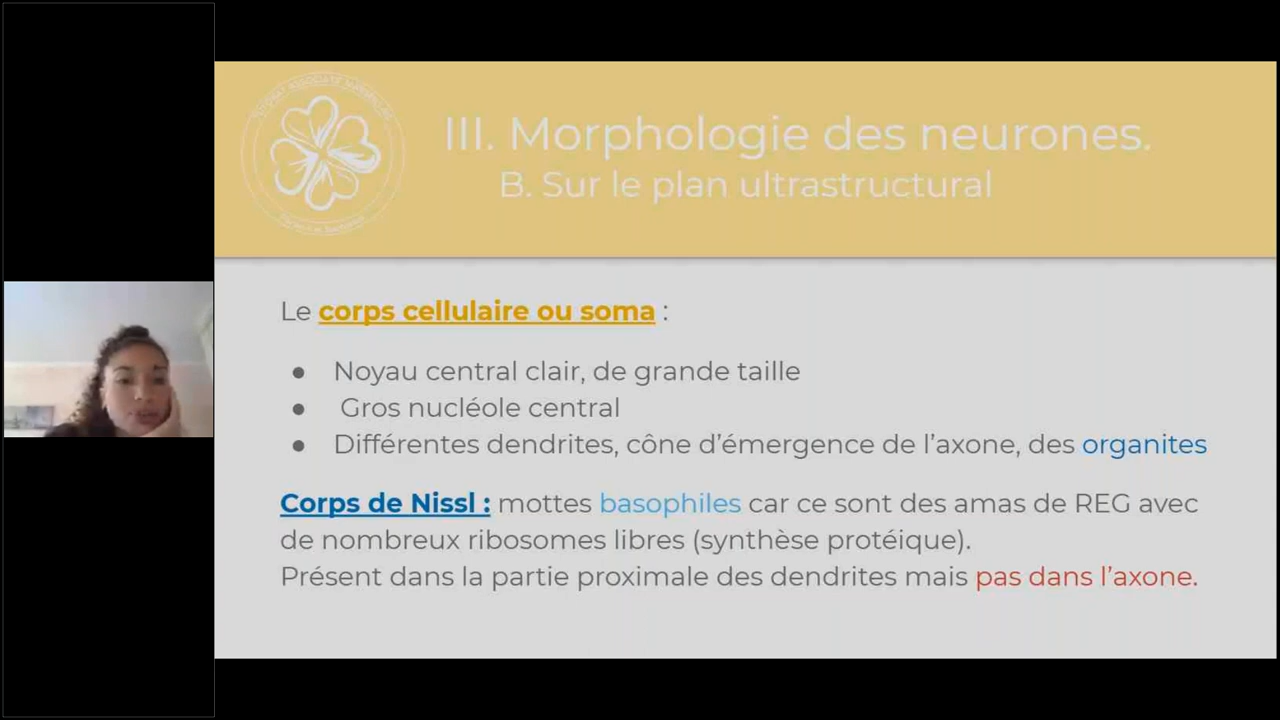 III. Morphologie des neurones.
B. Sur le plan ultrastructural
Le corps cellulaire ou soma :
● Noyau central clair, de grande taille
● Gros nucléole central
● Différentes dendrites, cône d'émergence de l'axone, des organites
Corps de Nissl : mottes basophiles car ce sont des amas de REG avec
de nombreux ribosomes libres (synthèse protéique).
Présent dans la partie proximale des dendrites mais pas dans l'axone.